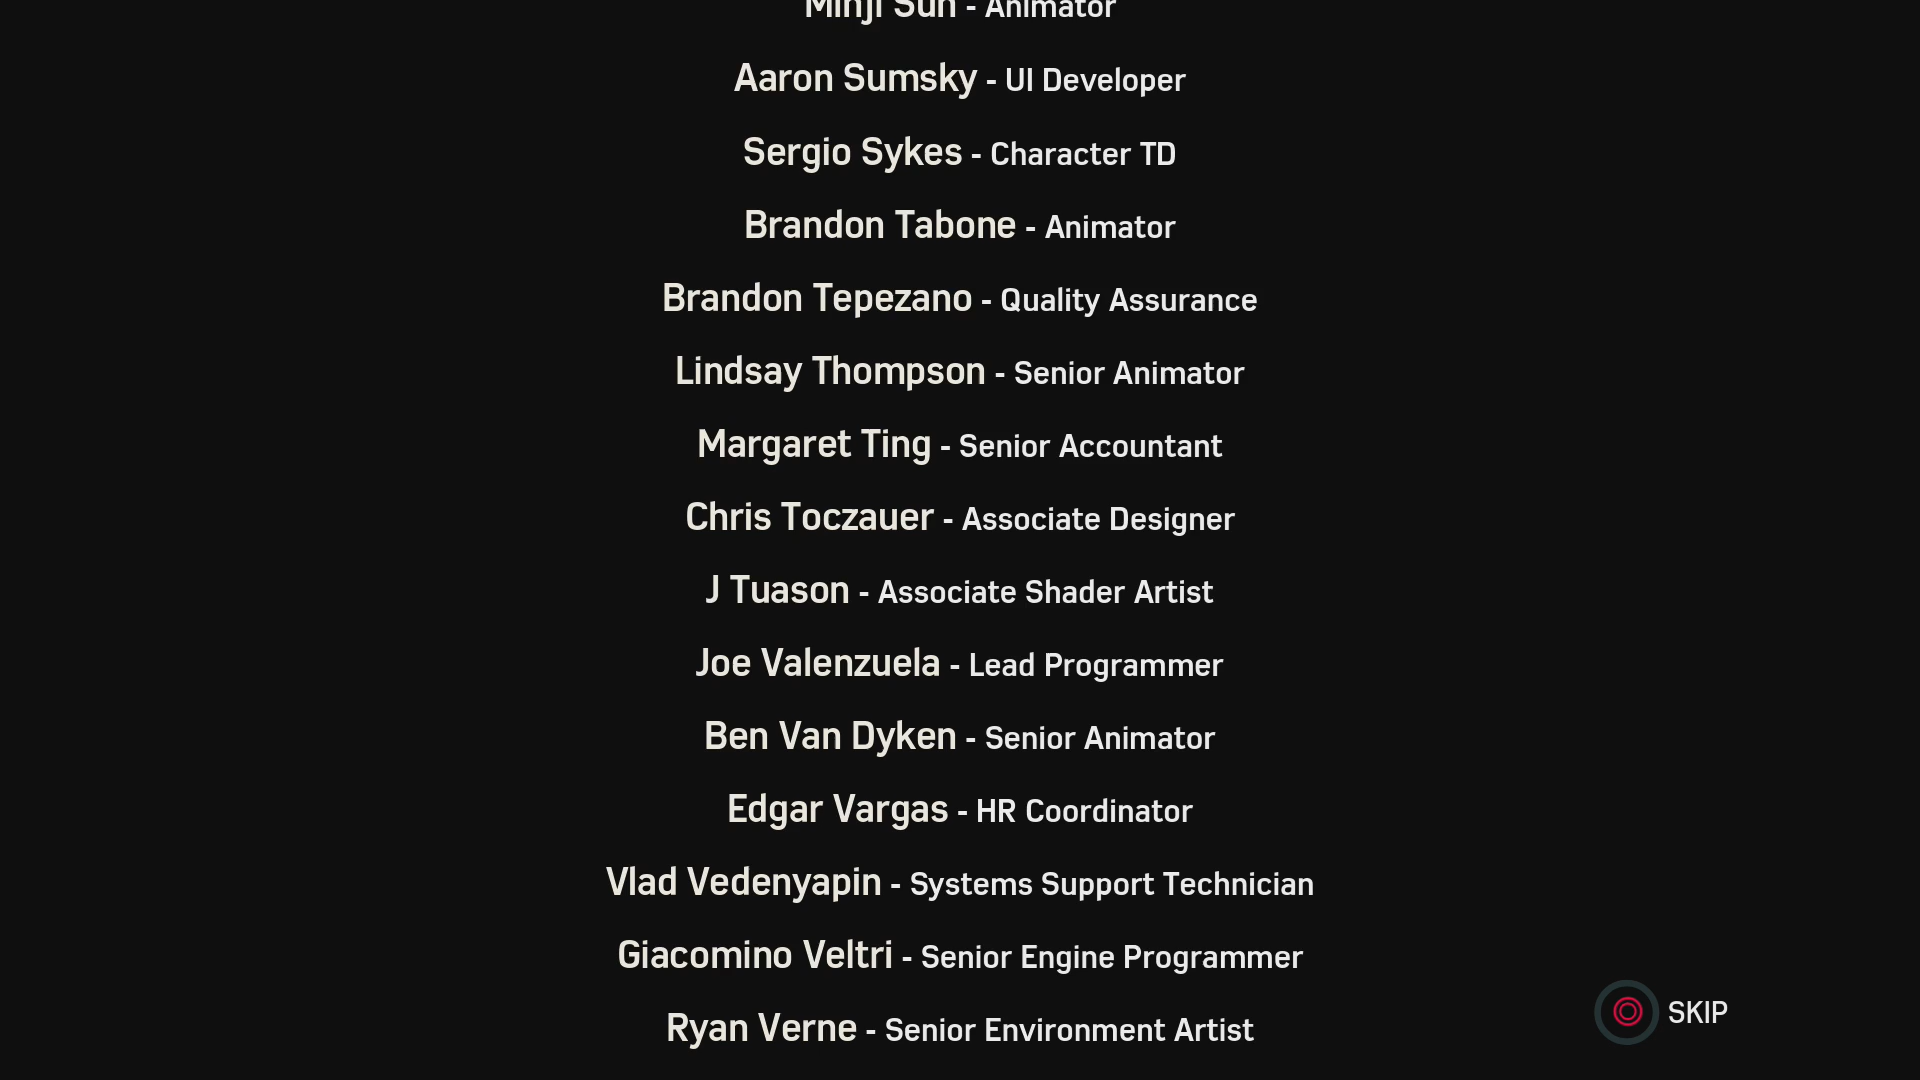 Minji Sun - Animator
Aaron Sumsky - UI Developer
Sergio Sykes - Character TD
Brandon Tabone - Animator
Brandon Tepezano - Quality Assurance
Lindsay Thompson - Senior Animator
Margaret Ting - Senior Accountant
Chris Toczauer - Associate Designer
J Tuason - Associate Shader Artist
Joe Valenzuela - Lead Programmer
Ben Van Dyken - Senior Animator
Edgar Vargas - HR Coordinator
Vlad Vedenyapin - Systems Support Technician
Giacomino Veltri - Senior Engine Programmer
Ryan Verne - Senior Environment Artist
SKIP